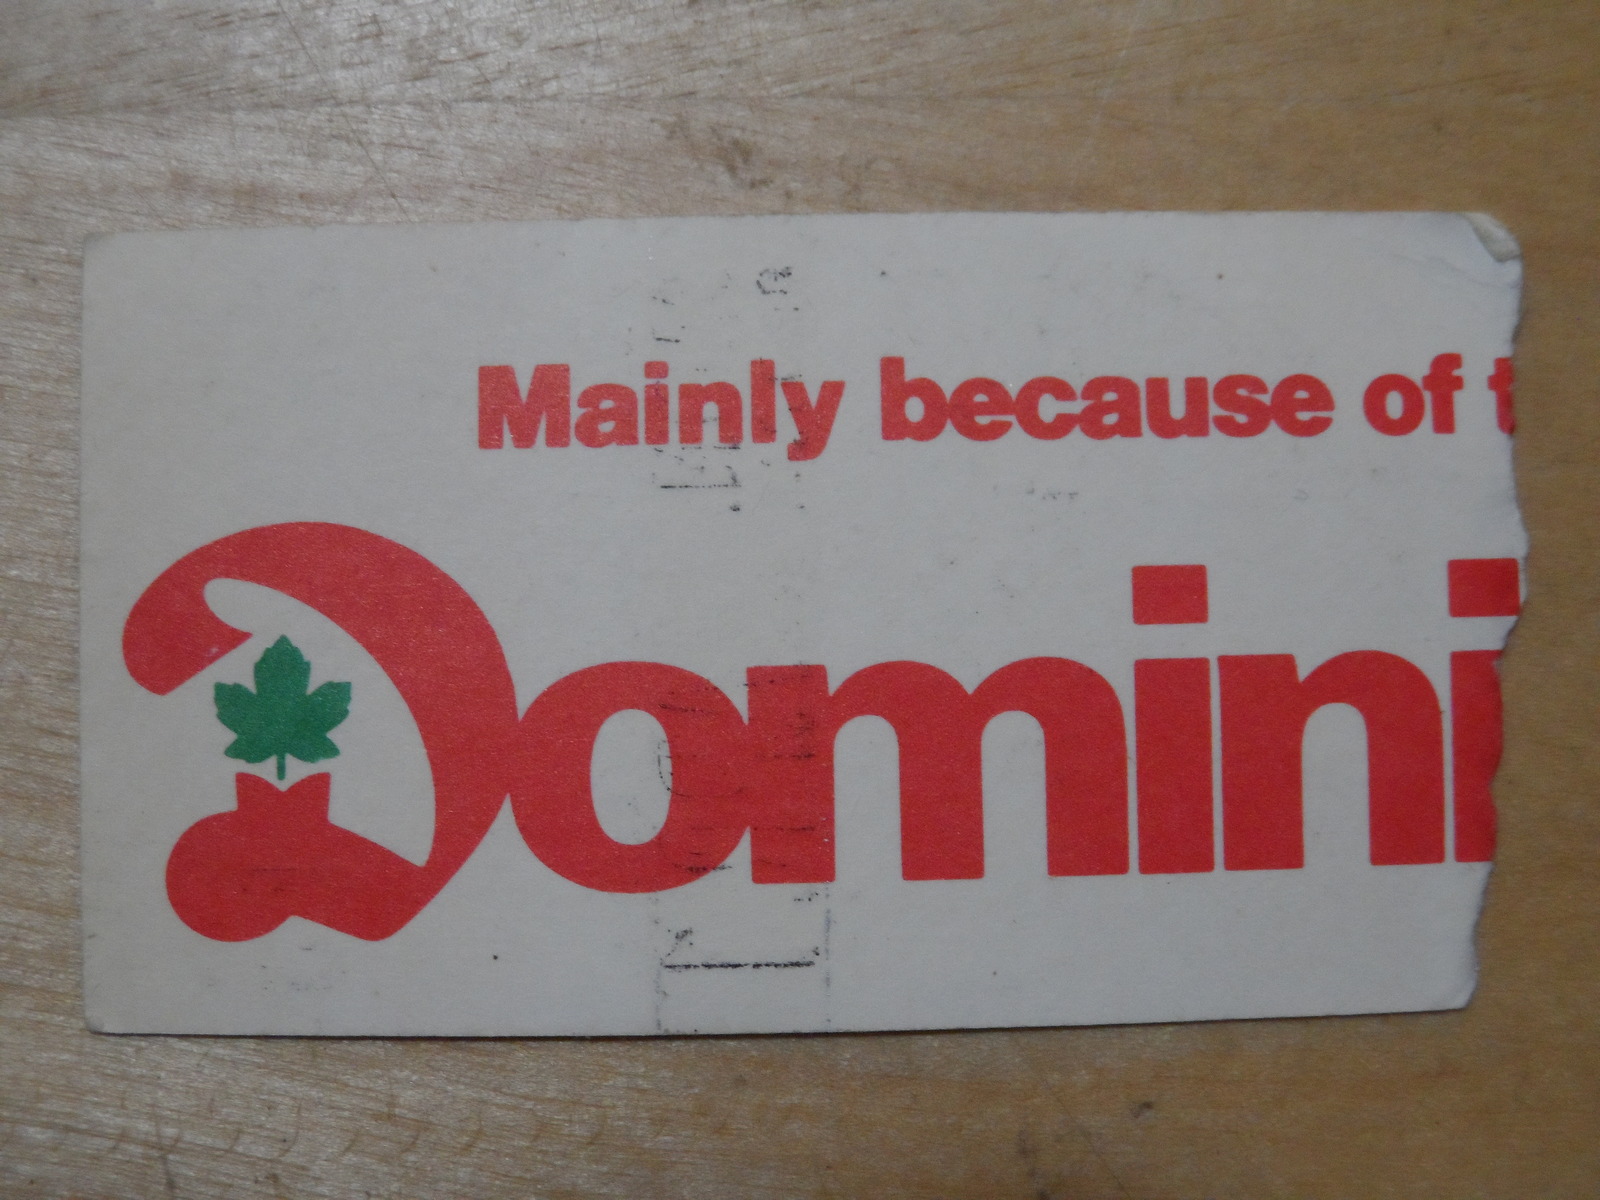 Mainly because of t
Domini